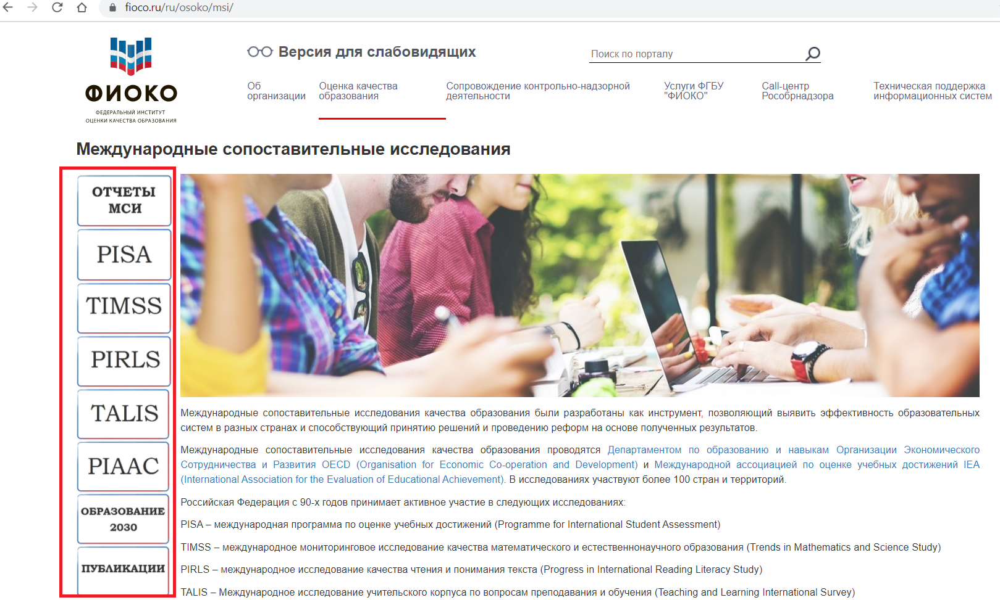 fioco.ru/ru/osoko/msi/
Версия для слабовидящих
Поиск по порталу
ФИОКО
ФЕДЕРАЛЬНЫЙ ИНСТИТУТ
ОЦЕНКИ КАЧЕСТВА ОБРАЗОВАНИЯ
Об
организации
Оценка качества
образования
Сопровождение контрольно-надзорной
деятельности
Услуги ФГБУ
"ФИОКО"
Call-центр
Рособрнадзора
Техническая поддержка
информационных систем
Международные сопоставительные исследования
ОТЧЕТЫ
МСИ
PISA
TIMSS
PIRLS
TALIS
PIAAC
ОБРАЗОВАНИЕ
2030
ПУБЛИКАЦИИ
Международные сопоставительные исследования качества образования были разработаны как инструмент, позволяющий выявить эффективность образовательных
систем в разных странах и способствующий принятию решений и проведению реформ на основе полученных результатов.
Международные сопоставительные исследования качества образования проводятся Департаментом по образованию и навыкам Организации Экономического
Сотрудничества и Развития OECD (Organisation for Economic Co-operation and Development) и Международной ассоциацией по оценке учебных достижений IEA
(International Association for the Evaluation of Educational Achievement). В исследованиях участвуют более 100 стран и территорий.
Российская Федерация с 90-х годов принимает активное участие в следующих исследованиях:
PISA – международная программа по оценке учебных достижений (Programme for International Student Assessment)
TIMSS – международное мониторинговое исследование качества математического и естественнонаучного образования (Trends in Mathematics and Science Study)
PIRLS – международное исследование качества чтения и понимания текста (Progress in International Reading Literacy Study)
TALIS – Международное исследование учительского корпуса по вопросам преподавания и обучения (Teaching and Learning International Survey)